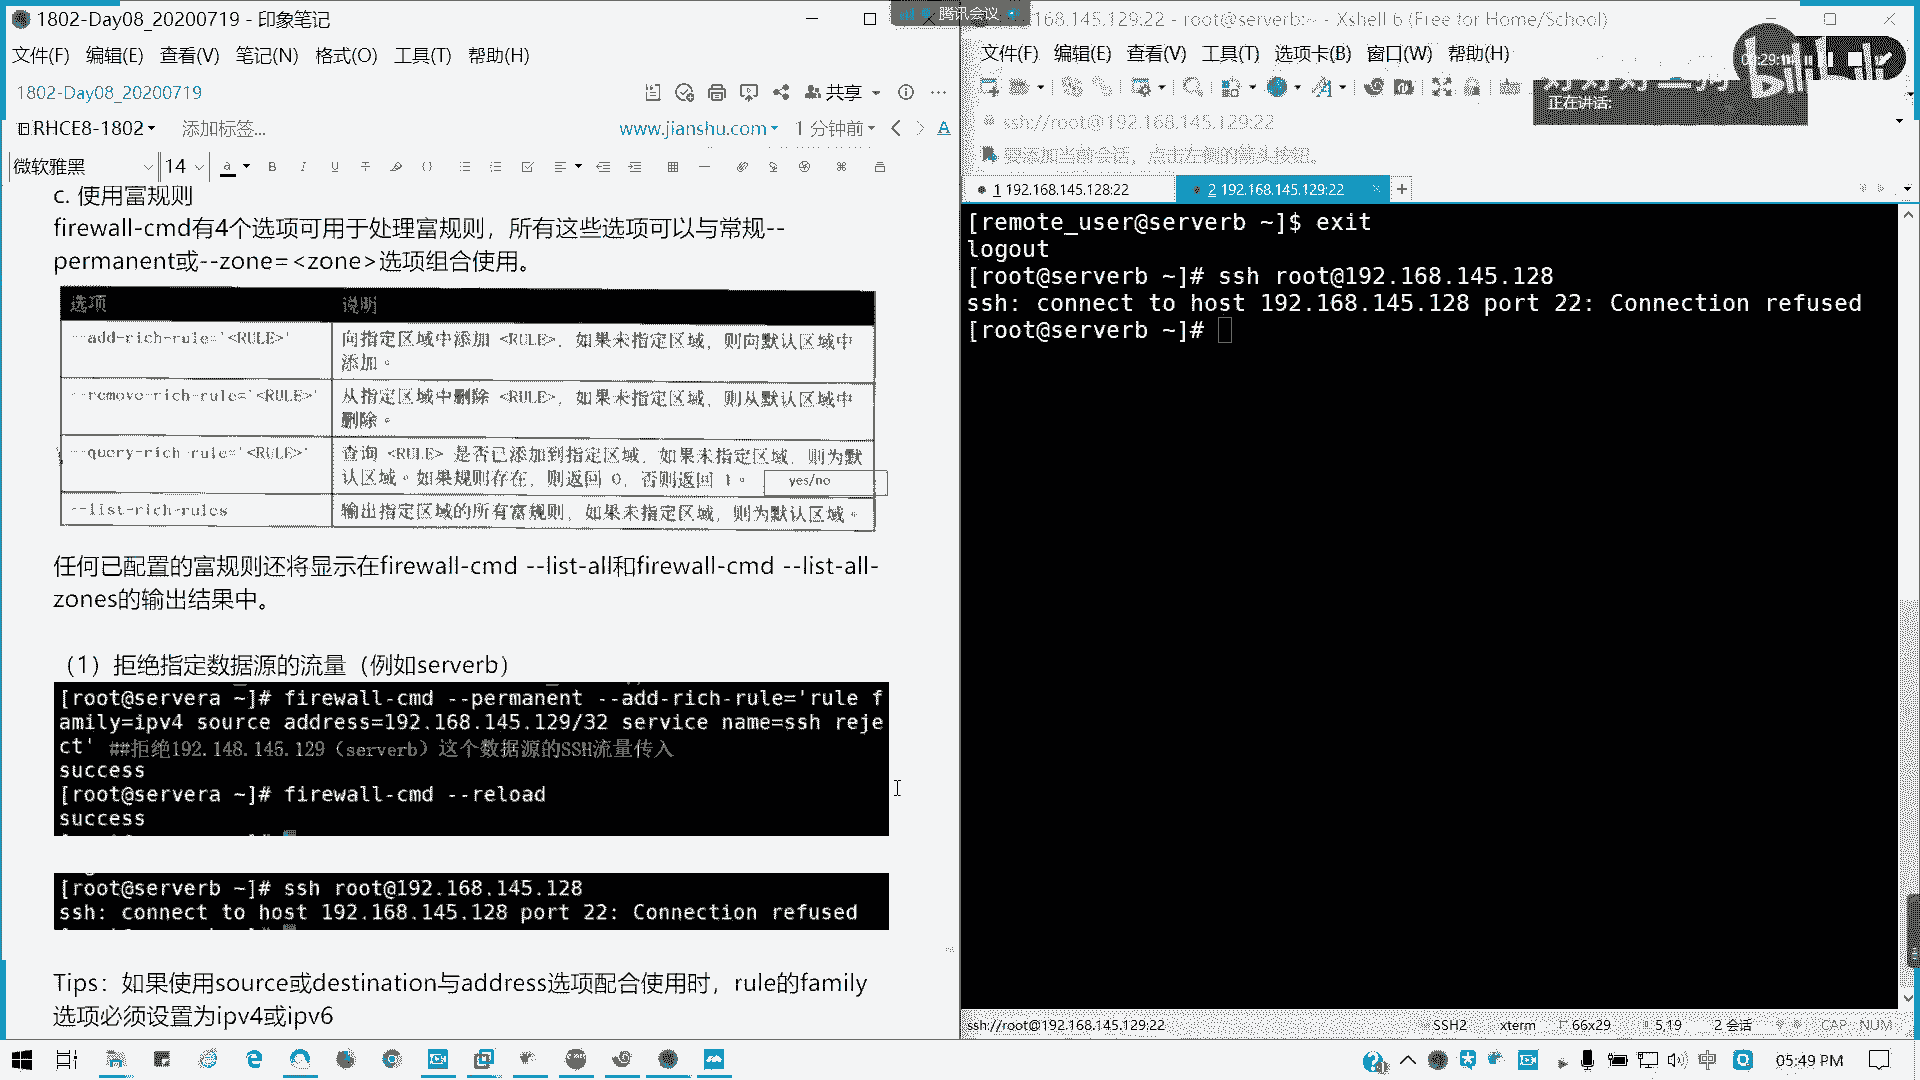 1802-Day08_20200719 - 印象笔记
文件(F) 编辑(E) 查看(V) 笔记(N) 格式(O) 工具(T) 帮助(H)
1802-Day08_20200719
共享
RHCE8-1802 添加标签...
www.jianshu.com 1 分钟前
微软雅黑 14
c. 使用富规则
firewall-cmd有4个选项可用于处理富规则，所有这些选项可以与常规--
permanent或--zone=<zone>选项组合使用。
选项 说明
--add-rich-rule='<RULE>' 向指定区域中添加 <RULE>，如果未指定区域，则向默认区域中
添加。
--remove-rich-rule='<RULE>' 从指定区域中删除 <RULE>，如果未指定区域，则从默认区域中
删除。
--query-rich-rule='<RULE>' 查询 <RULE> 是否已添加到指定区域，如果未指定区域，则为默
认区域。如果规则存在，则返回 0，否则返回 1。 yes/no
--list-rich-rules 输出指定区域的所有富规则，如果未指定区域，则为默认区域。
任何已配置的富规则还将显示在firewall-cmd --list-all和firewall-cmd --list-all-
zones的输出结果中。
（1）拒绝指定数据源的流量（例如serverb）
[root@servera ~]# firewall-cmd --permanent --add-rich-rule='rule f
amily=ipv4 source address=192.168.145.129/32 service name=ssh reje
ct' ##拒绝192.148.145.129（serverb）这个数据源的SSH流量传入
success
[root@servera ~]# firewall-cmd --reload
success
[root@serverb ~]# ssh root@192.168.145.128
ssh: connect to host 192.168.145.128 port 22: Connection refused
Tips：如果使用source或destination与address选项配合使用时，rule的family
选项必须设置为ipv4或ipv6
腾讯会议
168.145.129:22 - root@serverb:~ - Xshell 6 (Free for Home/School)
文件(F) 编辑(E) 查看(V) 工具(T) 选项卡(B) 窗口(W) 帮助(H)
正在讲话:
ssh://root@192.168.145.129:22
要添加当前会话，点击左侧的箭头按钮。
1 192.168.145.128:22 2 192.168.145.129:22
[remote_user@serverb ~]$ exit
logout
[root@serverb ~]# ssh root@192.168.145.128
ssh: connect to host 192.168.145.128 port 22: Connection refused
[root@serverb ~]#
ssh://root@192.168.145.129:22 SSH2 xterm 66x29 5,19 2 会话 CAP NUM
中 05:49 PM